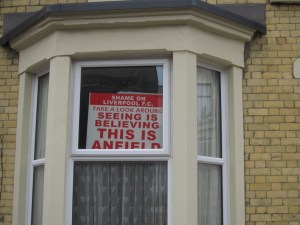 SHAME ON
LIVERPOOL F.C.
TAKE A LOOK AROUND
SEEING IS
BELIEVING
THIS IS
ANFIELD